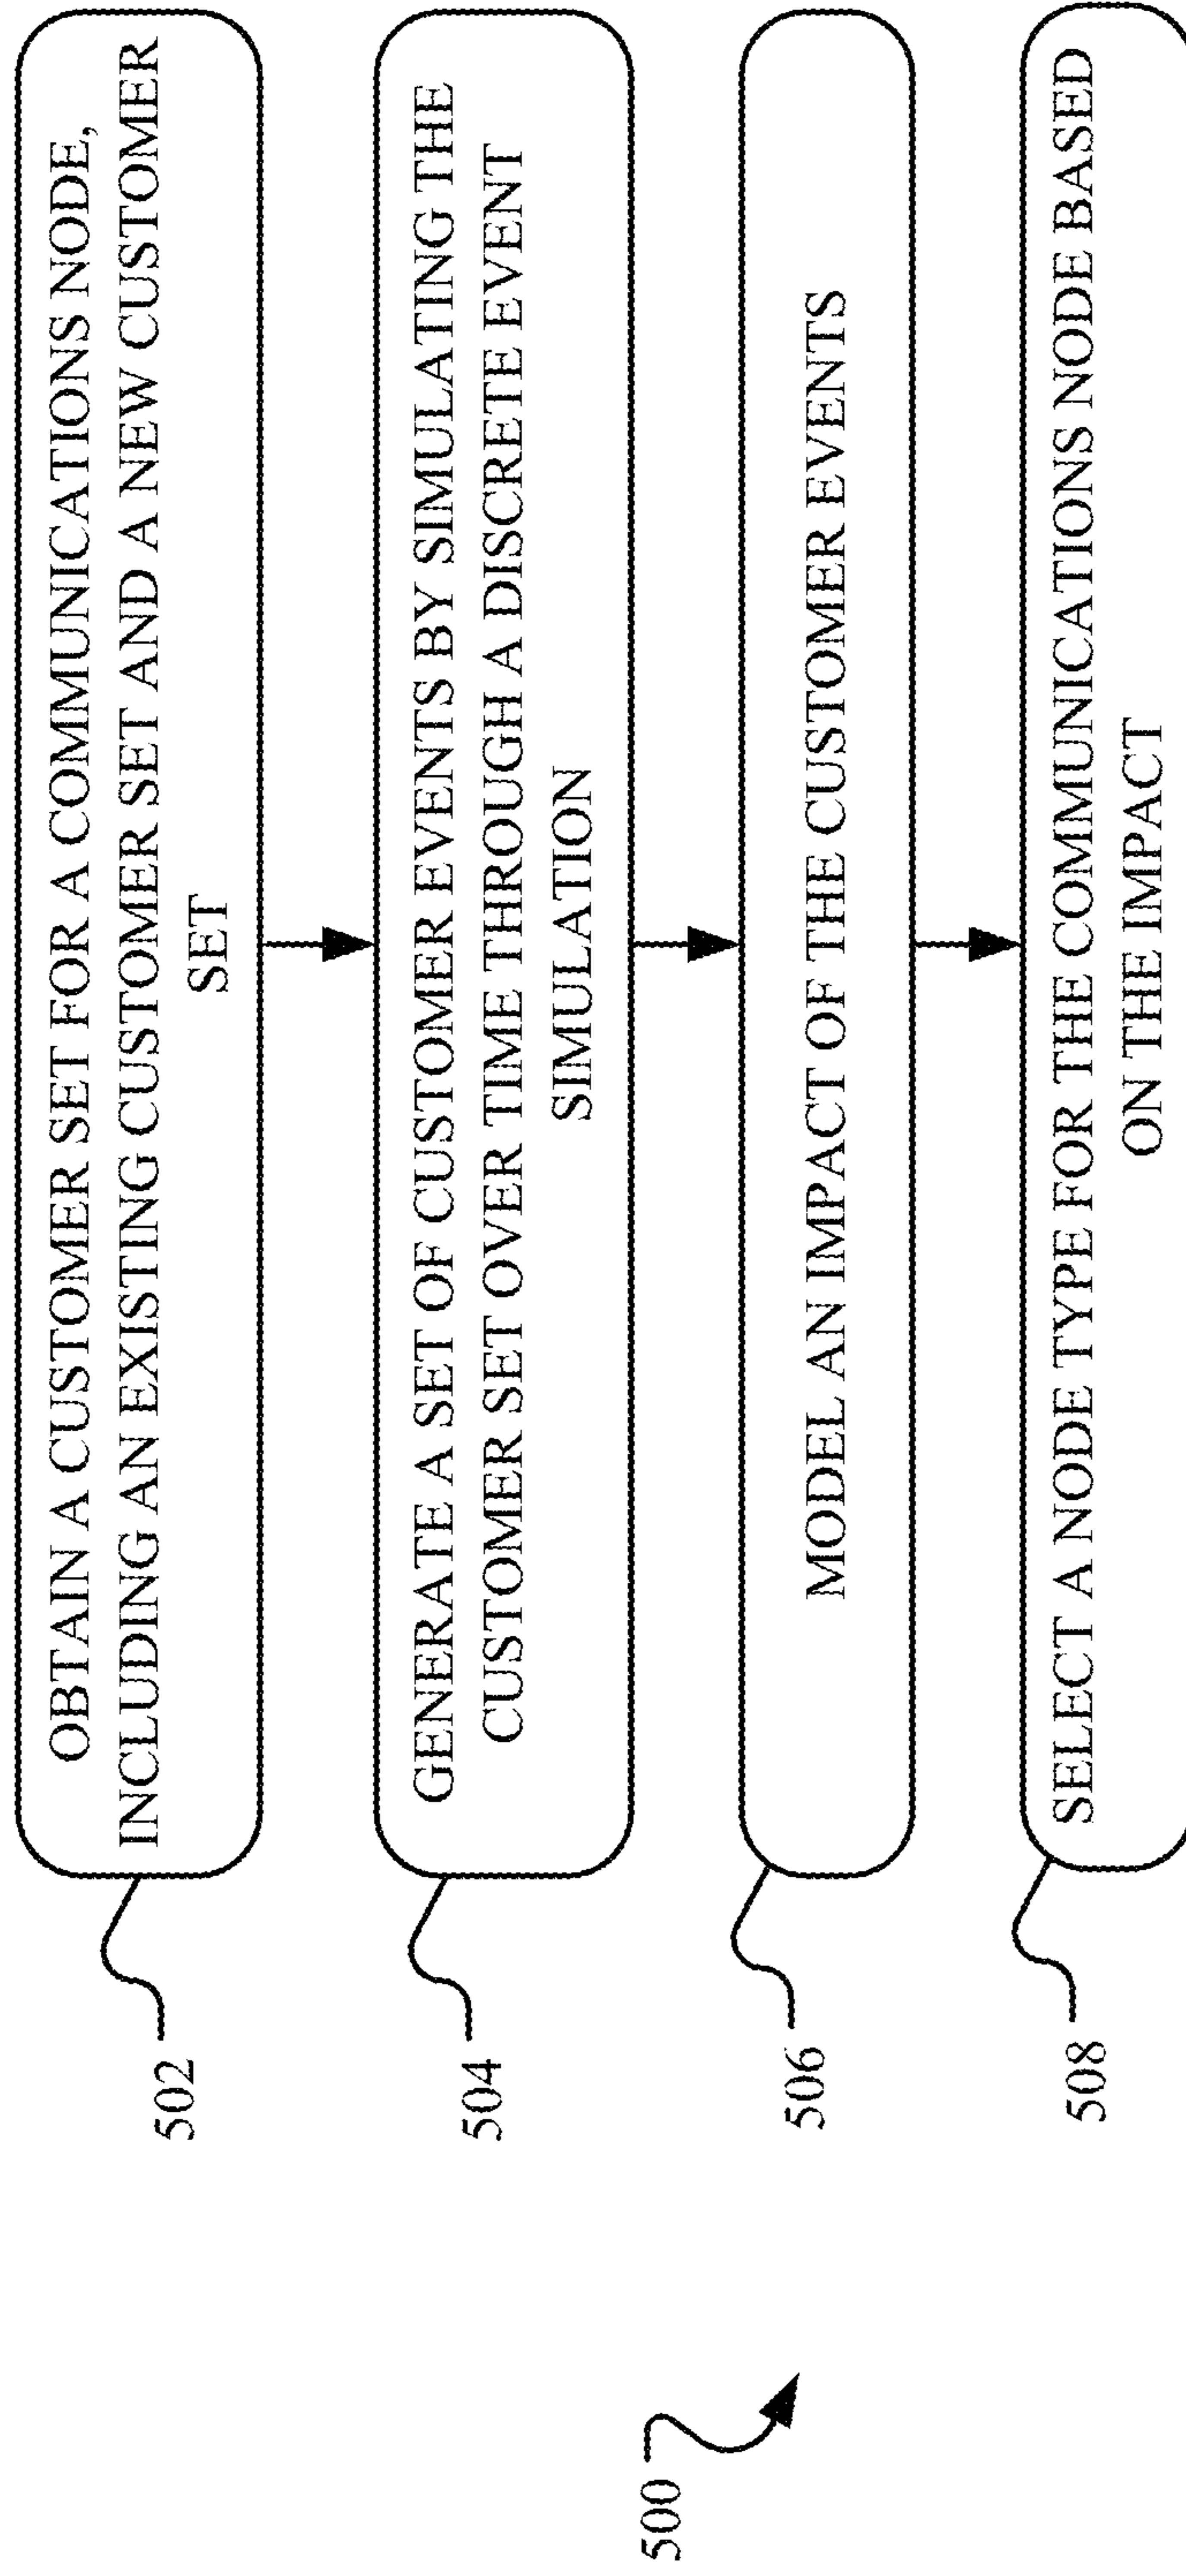 500
502
OBTAIN A CUSTOMER SET FOR A COMMUNICATIONS NODE,
INCLUDING AN EXISTING CUSTOMER SET AND A NEW CUSTOMER
SET
504
GENERATE A SET OF CUSTOMER EVENTS BY SIMULATING THE
CUSTOMER SET OVER TIME THROUGH A DISCRETE EVENT
SIMULATION
506
MODEL AN IMPACT OF THE CUSTOMER EVENTS
508
SELECT A NODE TYPE FOR THE COMMUNICATIONS NODE BASED
ON THE IMPACT